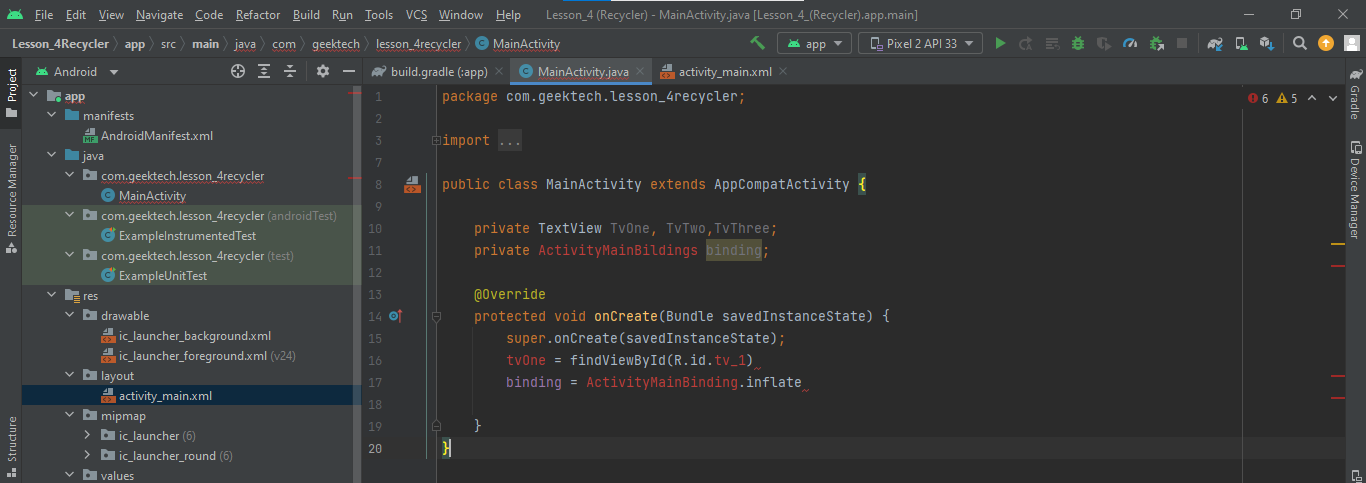 File Edit View Navigate Code Refactor Build Run Tools VCS Window Help Lesson_4 (Recycler) - MainActivity.java [Lesson_4_(Recycler).app.main]
Lesson_4Recycler app src main java com geektech lesson_4recycler MainActivity app Pixel 2 API 33
Android build.gradle (:app) MainActivity.java activity_main.xml
Project
Resource Manager
Structure
app
manifests
AndroidManifest.xml
java
com.geektech.lesson_4recycler
MainActivity
com.geektech.lesson_4recycler (androidTest)
ExampleInstrumentedTest
com.geektech.lesson_4recycler (test)
ExampleUnitTest
res
drawable
ic_launcher_background.xml
ic_launcher_foreground.xml (v24)
layout
activity_main.xml
mipmap
ic_launcher (6)
ic_launcher_round (6)
values
1 package com.geektech.lesson_4recycler;
2
3 import ...
7
8 public class MainActivity extends AppCompatActivity {
9
10 private TextView TvOne, TvTwo,TvThree;
11 private ActivityMainBildings binding;
12
13 @Override
14 protected void onCreate(Bundle savedInstanceState) {
15 super.onCreate(savedInstanceState);
16 tvOne = findViewById(R.id.tv_1)
17 binding = ActivityMainBinding.inflate
18
19 }
20 }
6 5
Gradle
Device Manager